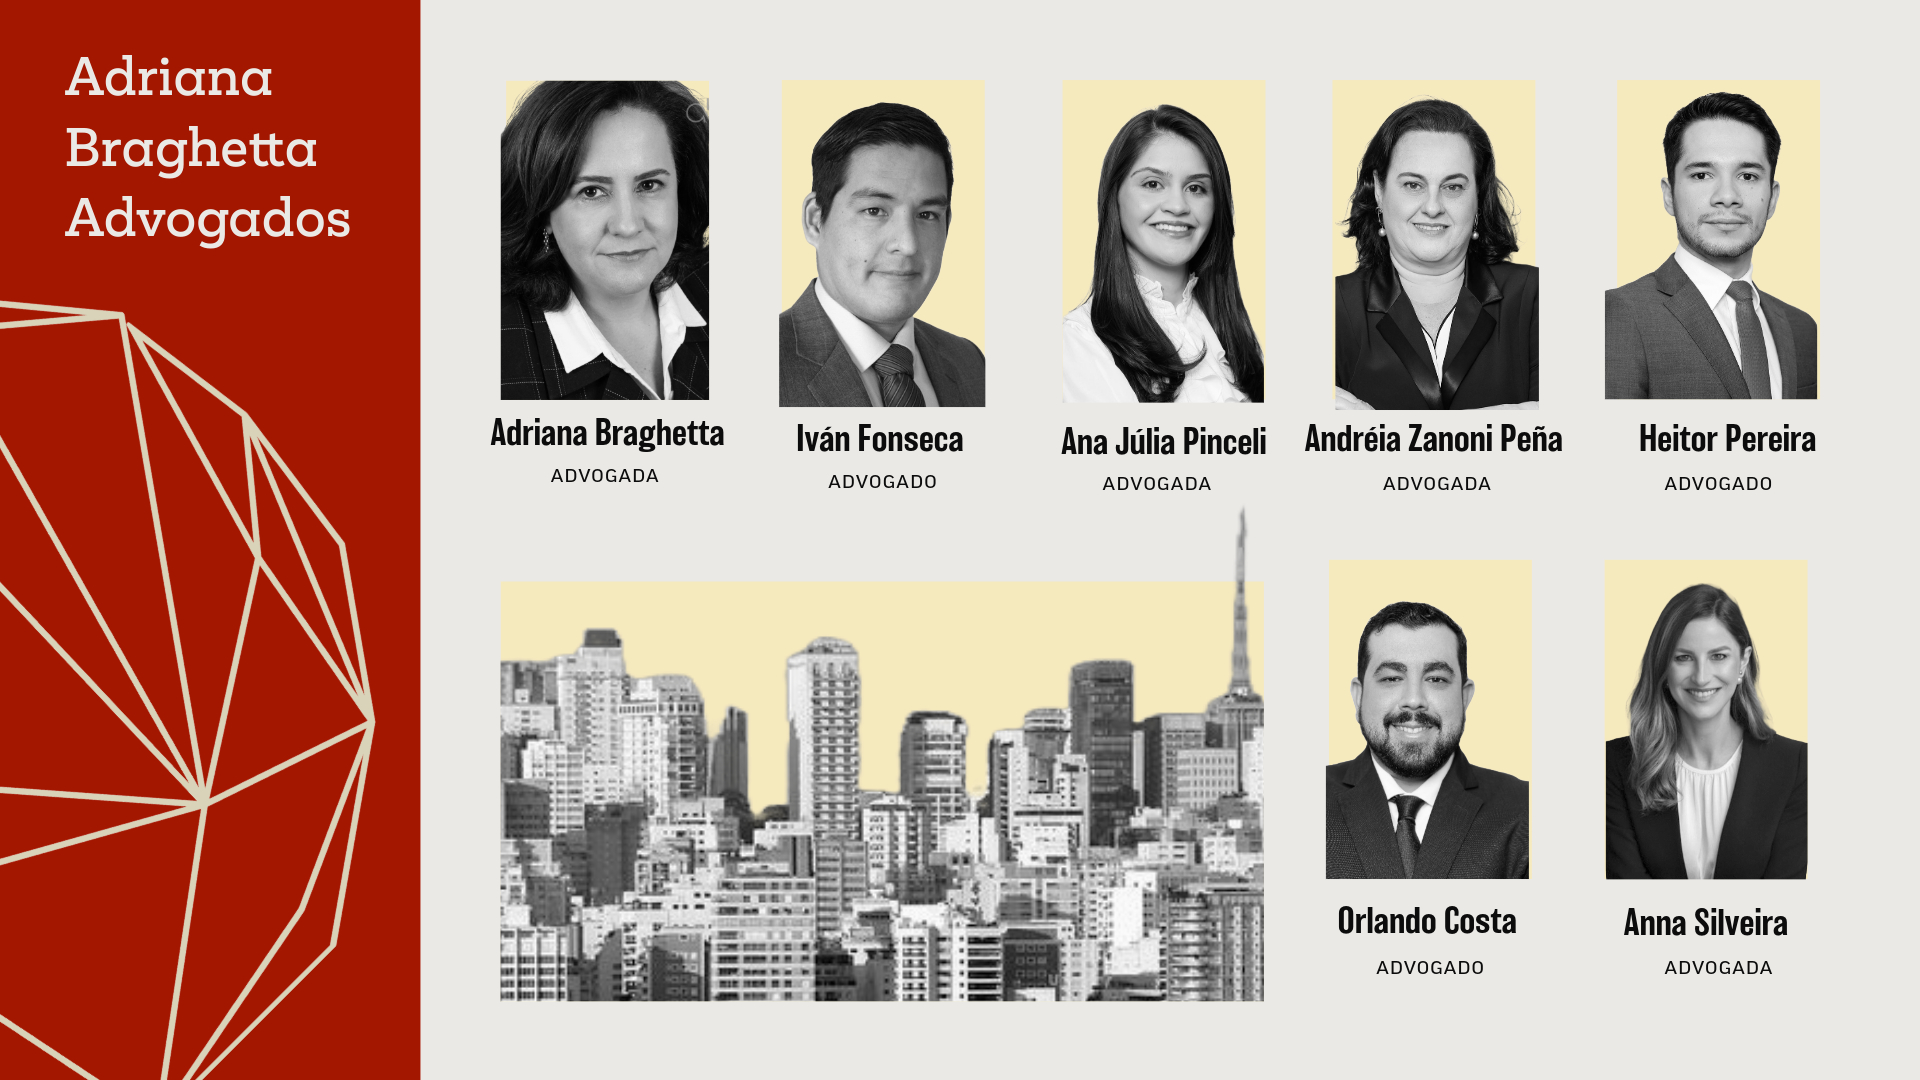 Adriana
Braghetta
Advogados
Adriana Braghetta
ADVOGADA
Iván Fonseca
ADVOGADO
Ana Júlia Pinceli
ADVOGADA
Andréia Zanoni Peña
ADVOGADA
Heitor Pereira
ADVOGADO
Orlando Costa
ADVOGADO
Anna Silveira
ADVOGADA